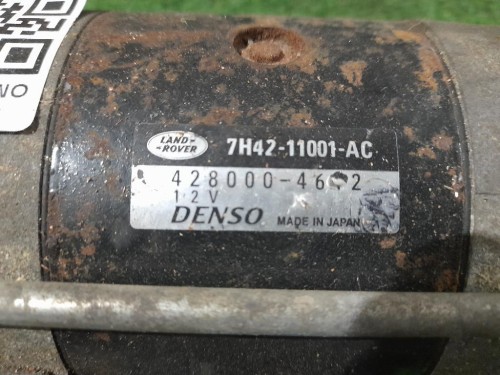 LAND-
ROVER
7H42-11001-AC
12V
DENSO
MADE IN JAPAN